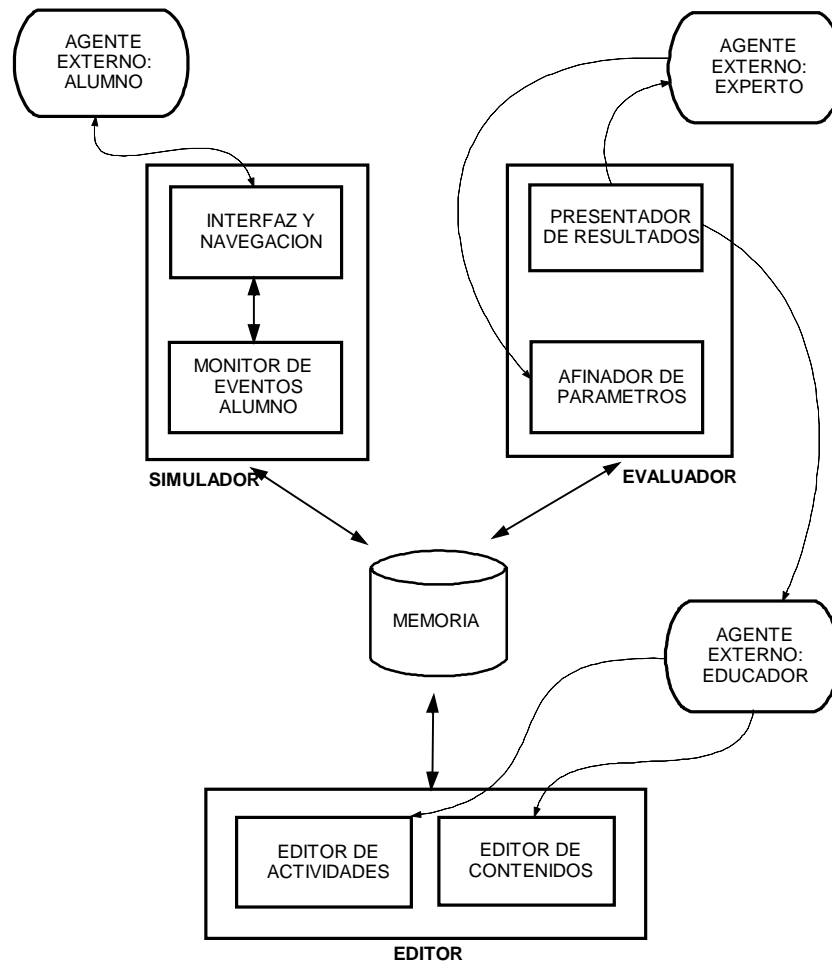 AGENTE
EXTERNO:
ALUMNO
AGENTE
EXTERNO:
EXPERTO
INTERFAZ Y
NAVEGACION
PRESENTADOR
DE RESULTADOS
MONITOR DE
EVENTOS
ALUMNO
AFINADOR DE
PARAMETROS
SIMULADOR
EVALUADOR
MEMORIA
AGENTE
EXTERNO:
EDUCADOR
EDITOR DE
ACTIVIDADES
EDITOR DE
CONTENIDOS
EDITOR